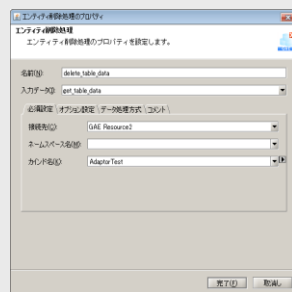 エンティティ削除処理のプロパティ
エンティティ削除処理
エンティティ削除処理のプロパティを設定します。
名前(N): delete_table_data
入力データ(I): get_table_data
必須設定 オプション設定 データ処理方式 コメント
接続先(C): GAE Resource2
ネームスペース名(M):
カインド名(K): AdaptorTest
完了(F) 取消し